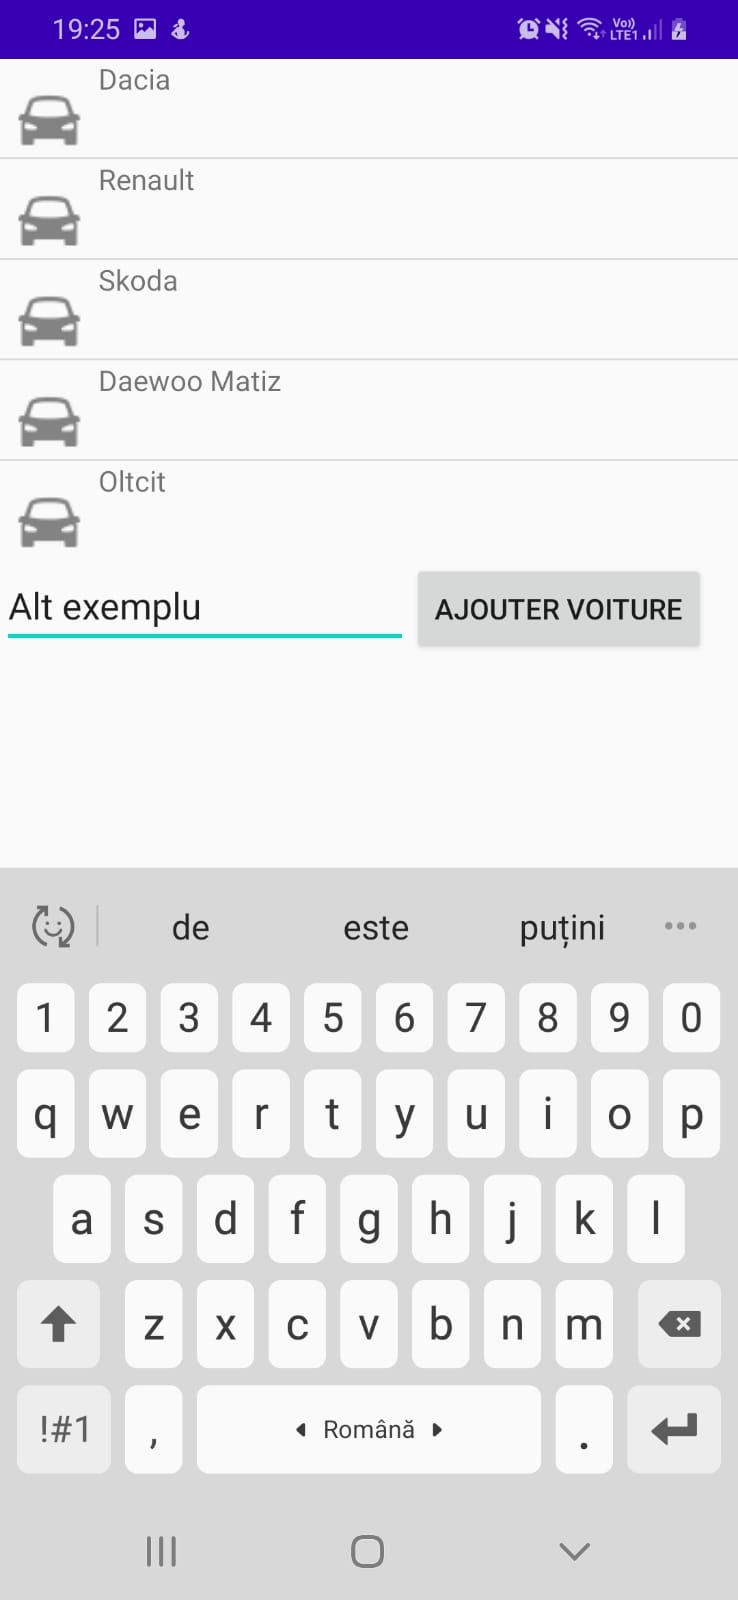 19:25 Vo)) LTE1
Dacia
Renault
Skoda
Daewoo Matiz
Oltcit
Alt exemplu AJOUTER VOITURE
de este puțini
1 2 3 4 5 6 7 8 9 0
q w e r t y u i o p
a s d f g h j k l
z x c v b n m
!#1 , Română .